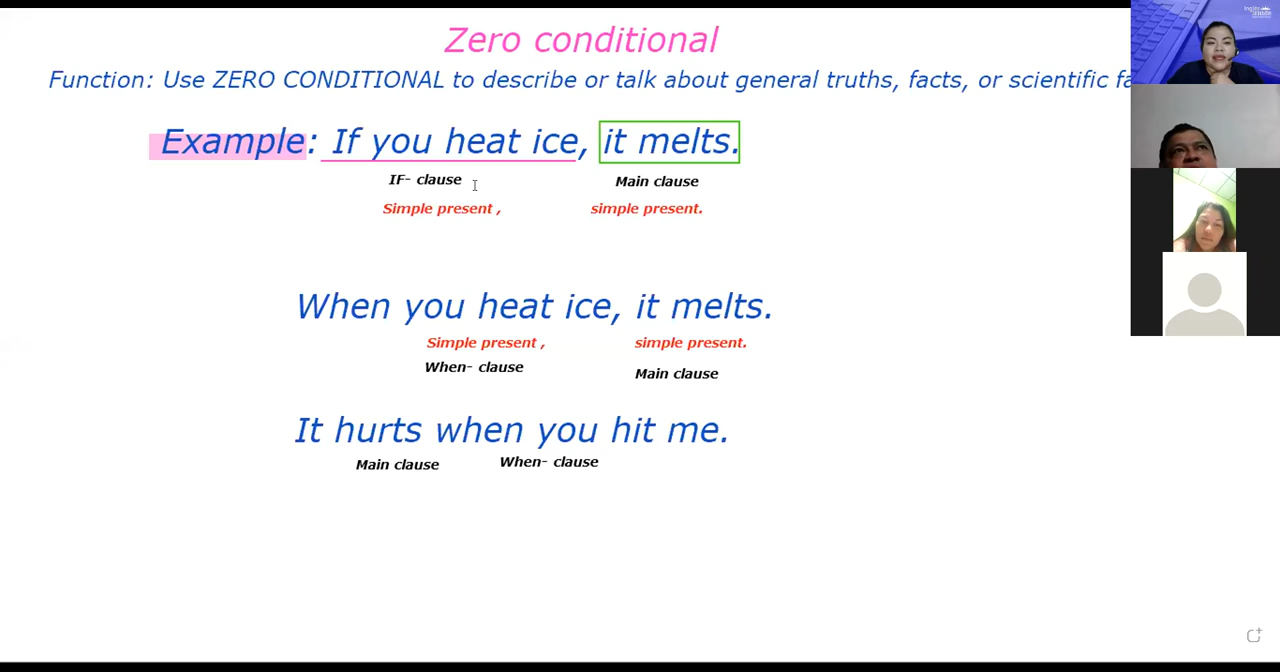 Zero conditional
Function: Use ZERO CONDITIONAL to describe or talk about general truths, facts, or scientific
Example: If you heat ice, it melts.
IF- clause Main clause
Simple present , simple present.
When you heat ice, it melts.
Simple present , simple present.
When- clause Main clause
It hurts when you hit me.
Main clause When- clause